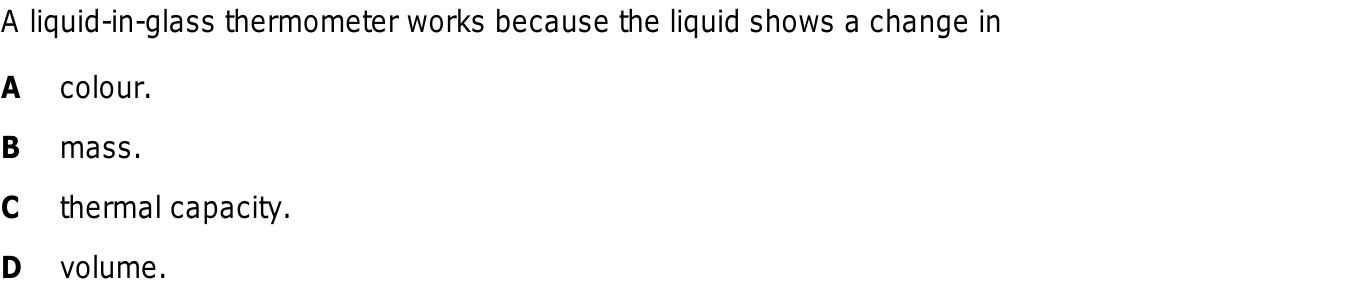 A liquid-in-glass thermometer works because the liquid shows a change in
A colour.
B mass.
C thermal capacity.
D volume.